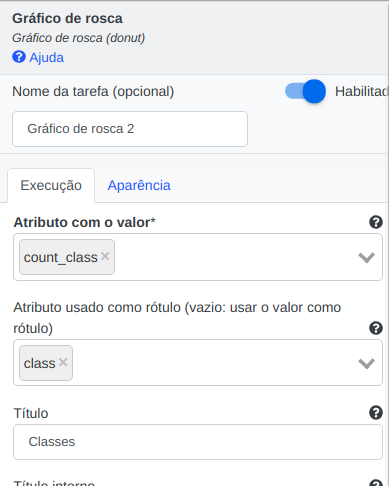 Gráfico de rosca
Gráfico de rosca (donut)
Ajuda
Nome da tarefa (opcional)
Habilitad
Gráfico de rosca 2
Execução
Aparência
Atributo com o valor*
count_class
Atributo usado como rótulo (vazio: usar o valor como
rótulo)
class
Título
Classes
Título interno